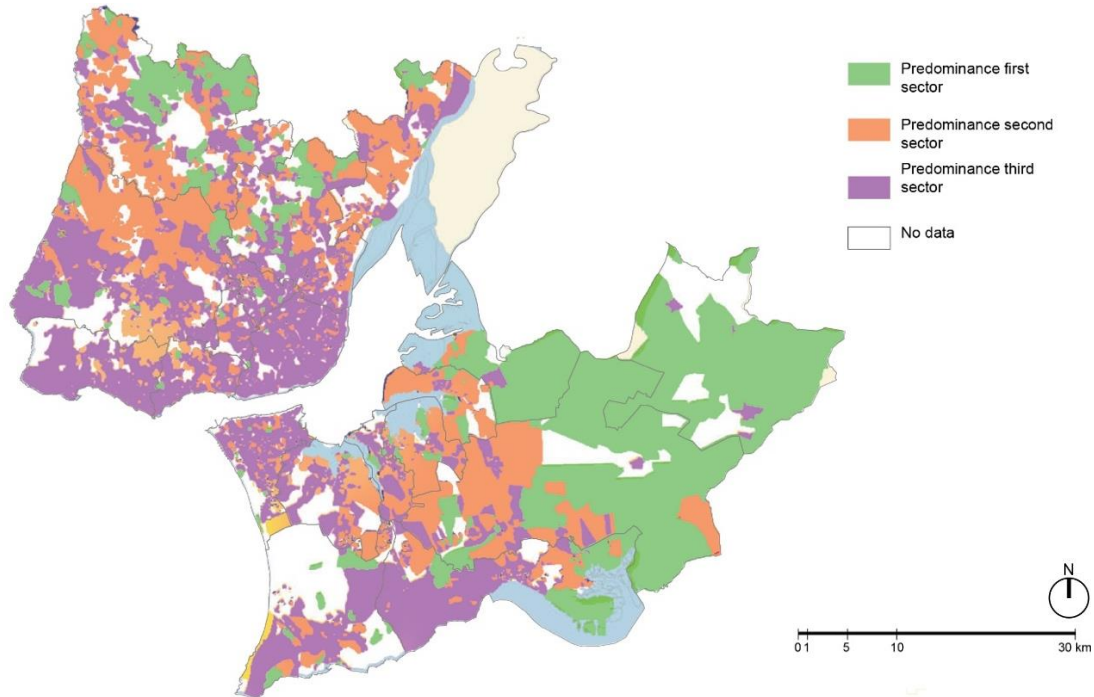 Predominance first
sector
Predominance second
sector
Predominance third
sector
No data
N
0 1 5 10 30 km